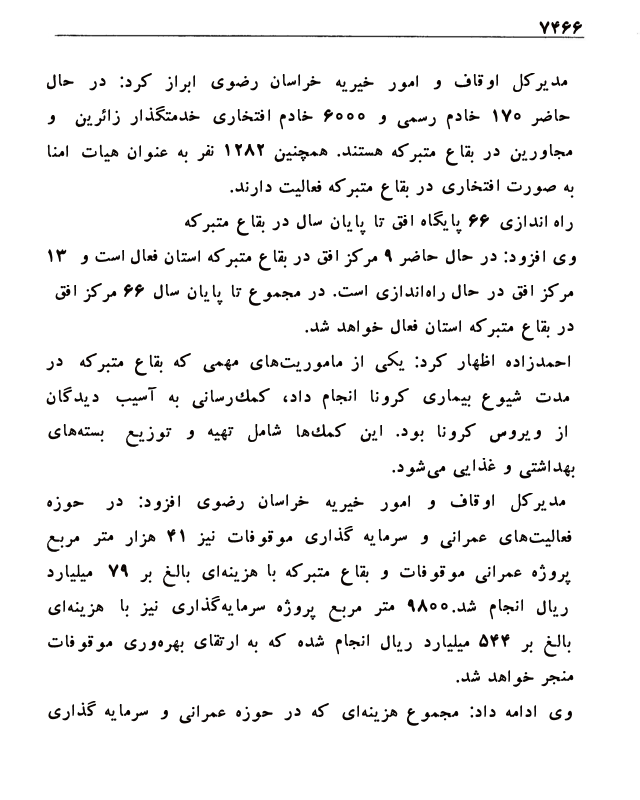 ۷۴۶۶
مدیرکل اوقاف و امور خیریه خراسان رضوی ابراز کرد: در حال
حاضر ۱۷۰ خادم رسمی و ۶۰۰۰ خادم افتخاری خدمتگذار زائرین و
مجاورین در بقاع متبرکه هستند. همچنین ۱۲۸۲ نفر به عنوان هیات امنا
به صورت افتخاری در بقاع متبرکه فعالیت دارند.
راه اندازی ۶۶ پایگاه افق تا پایان سال در بقاع متبرکه
وی افزود: در حال حاضر ۹ مرکز افق در بقاع متبرکه استان فعال است و ۱۳
مرکز افق در حال راه‌اندازی است. در مجموع تا پایان سال ۶۶ مرکز افق
در بقاع متبرکه استان فعال خواهد شد.
احمدزاده اظهار کرد: یکی از ماموریت‌های مهمی که بقاع متبرکه در
مدت شیوع بیماری کرونا انجام داد، کمک‌رسانی به آسیب دیدگان
از ویروس کرونا بود. این کمک‌ها شامل تهیه و توزیع بسته‌های
بهداشتی و غذایی می‌شود.
مدیرکل اوقاف و امور خیریه خراسان رضوی افزود: در حوزه
فعالیت‌های عمرانی و سرمایه گذاری موقوفات نیز ۴۱ هزار متر مربع
پروژه عمرانی موقوفات و بقاع متبرکه با هزینه‌ای بالغ بر ۷۹ میلیارد
ریال انجام شد.۹۸۰۰ متر مربع پروژه سرمایه‌گذاری نیز با هزینه‌ای
بالغ بر ۵۴۴ میلیارد ریال انجام شده که به ارتقای بهره‌وری موقوفات
منجر خواهد شد.
وی ادامه داد: مجموع هزینه‌ای که در حوزه عمرانی و سرمایه گذاری